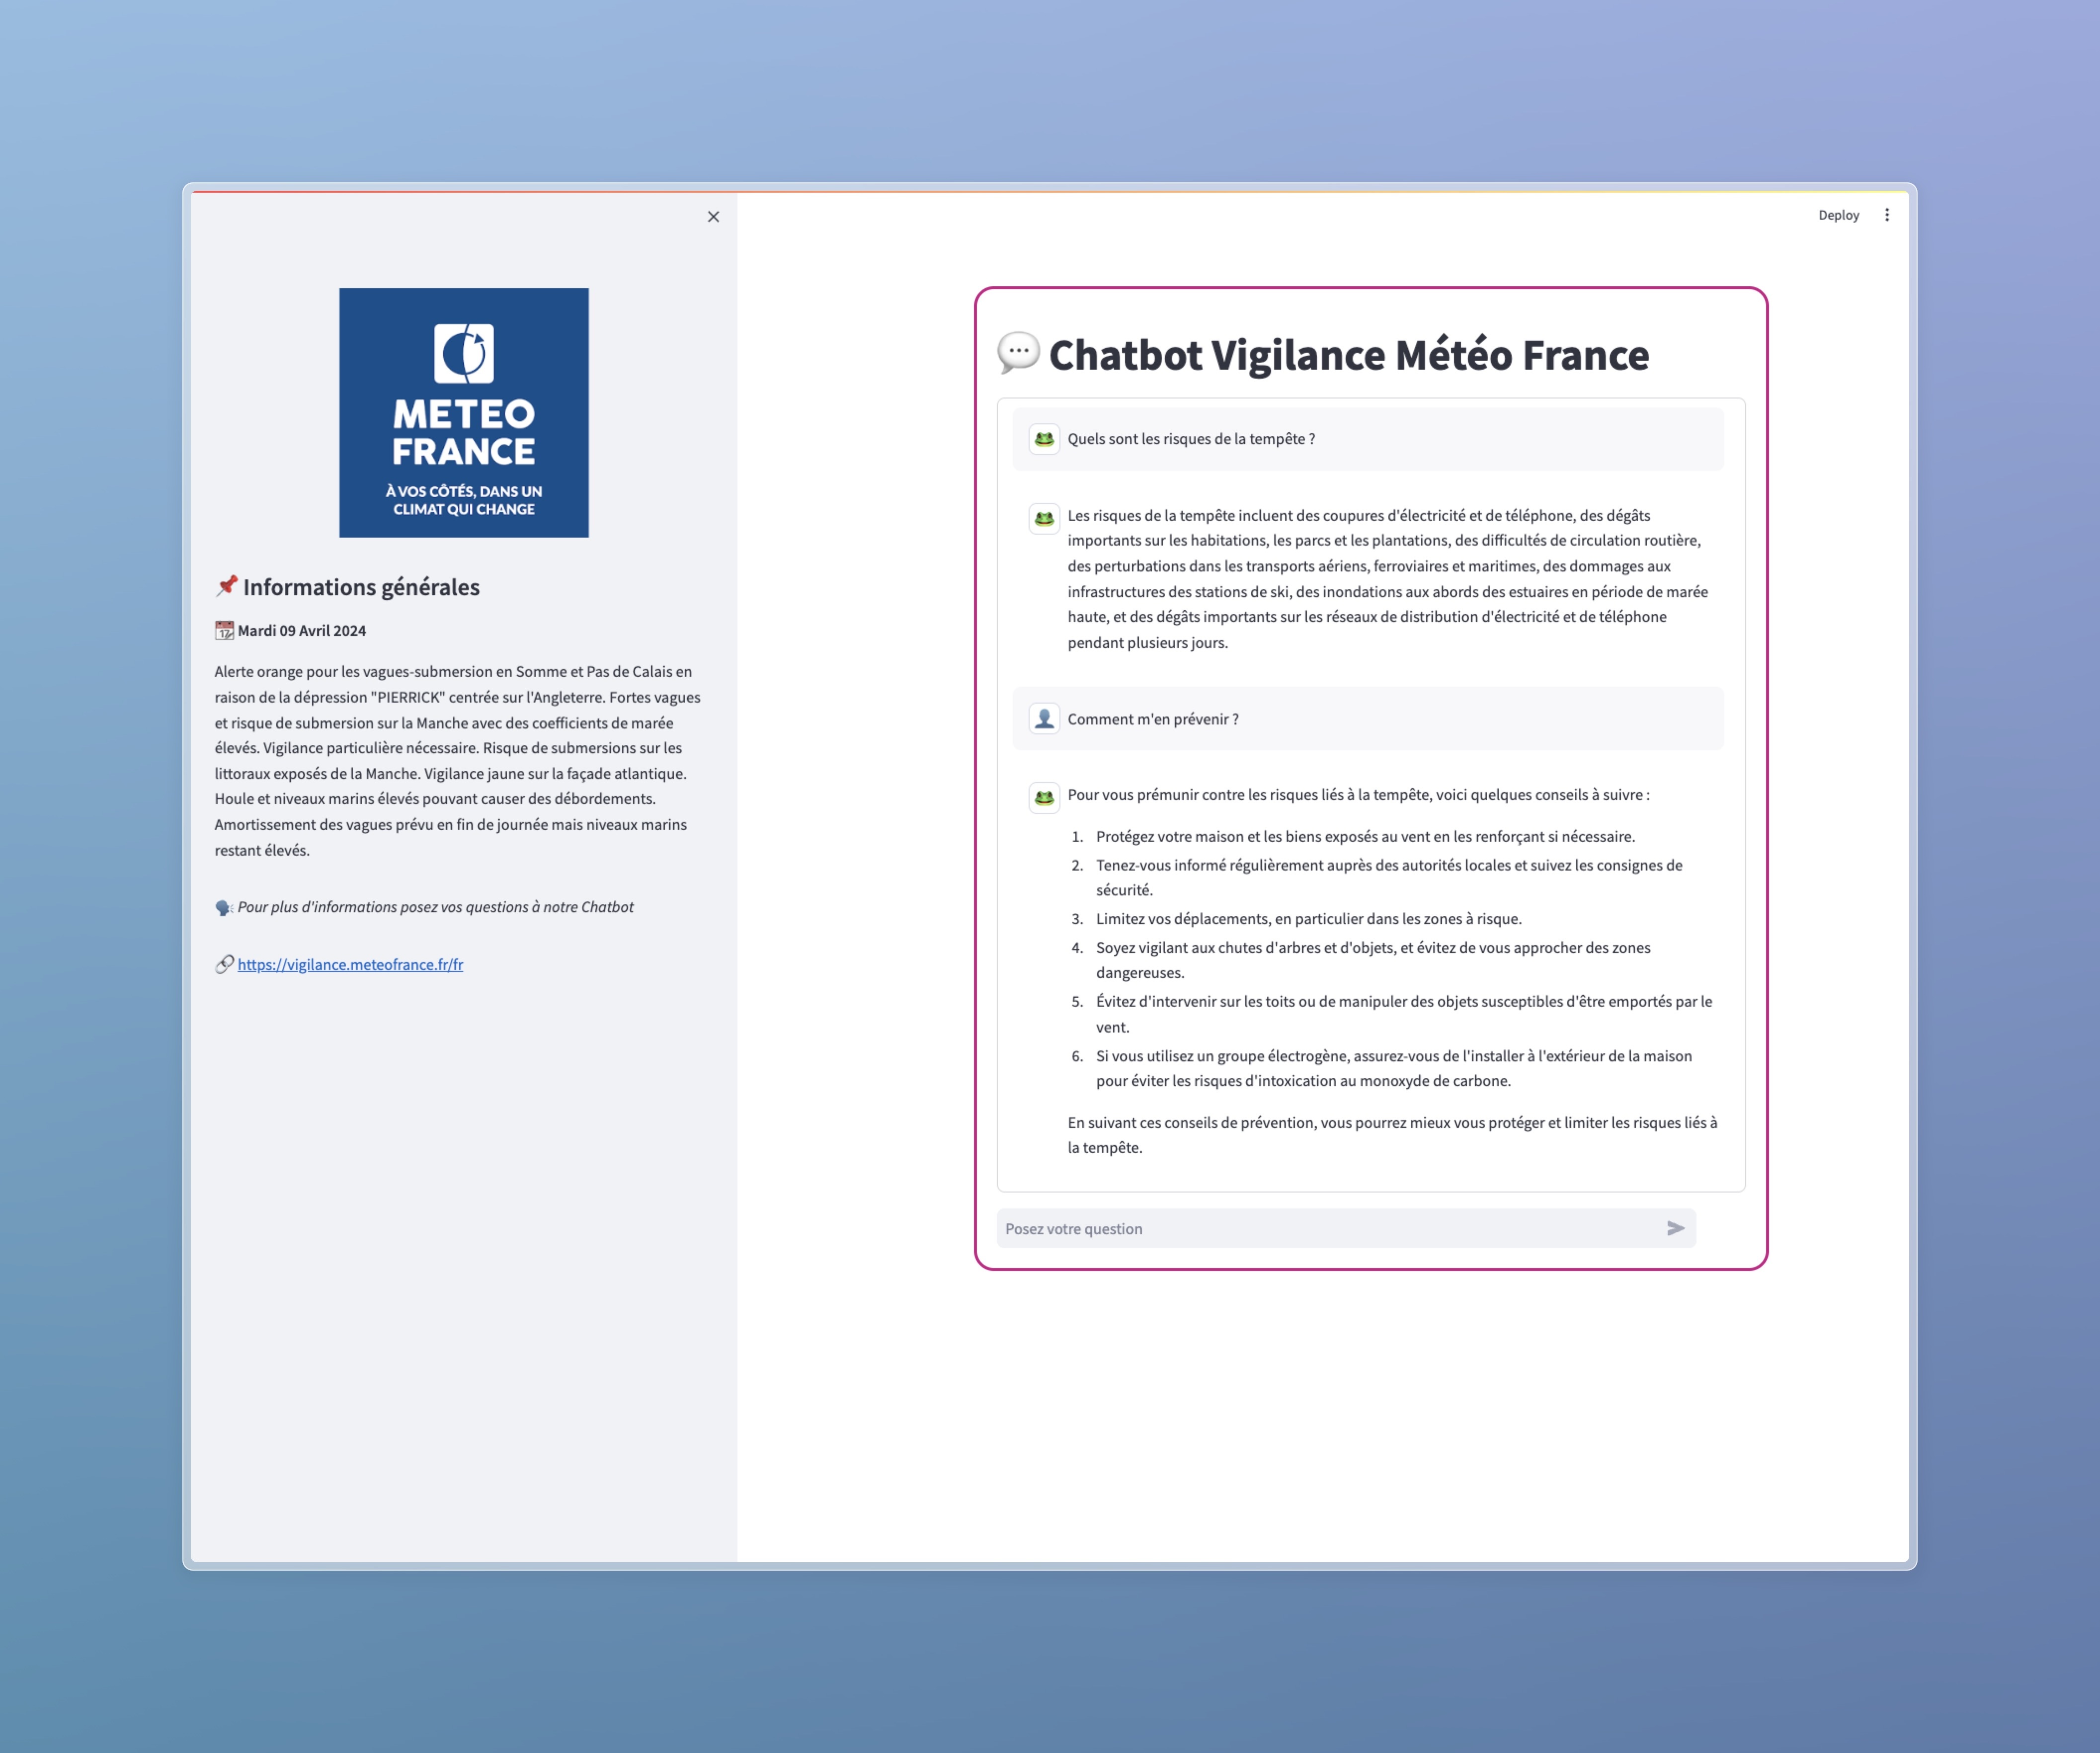 Deploy
METEO
FRANCE
À VOS CÔTÉS, DANS UN
CLIMAT QUI CHANGE
Informations générales
Mardi 09 Avril 2024
Alerte orange pour les vagues-submersion en Somme et Pas de Calais en
raison de la dépression "PIERRICK" centrée sur l'Angleterre. Fortes vagues
et risque de submersion sur la Manche avec des coefficients de marée
élevés. Vigilance particulière nécessaire. Risque de submersions sur les
littoraux exposés de la Manche. Vigilance jaune sur la façade atlantique.
Houle et niveaux marins élevés pouvant causer des débordements.
Amortissement des vagues prévu en fin de journée mais niveaux marins
restant élevés.
Pour plus d'informations posez vos questions à notre Chatbot
https://vigilance.meteofrance.fr/fr
Chatbot Vigilance Météo France
Quels sont les risques de la tempête ?
Les risques de la tempête incluent des coupures d'électricité et de téléphone, des dégâts
importants sur les habitations, les parcs et les plantations, des difficultés de circulation routière,
des perturbations dans les transports aériens, ferroviaires et maritimes, des dommages aux
infrastructures des stations de ski, des inondations aux abords des estuaires en période de marée
haute, et des dégâts importants sur les réseaux de distribution d'électricité et de téléphone
pendant plusieurs jours.
Comment m'en prévenir ?
Pour vous prémunir contre les risques liés à la tempête, voici quelques conseils à suivre :
1. Protégez votre maison et les biens exposés au vent en les renforçant si nécessaire.
2. Tenez-vous informé régulièrement auprès des autorités locales et suivez les consignes de
sécurité.
3. Limitez vos déplacements, en particulier dans les zones à risque.
4. Soyez vigilant aux chutes d'arbres et d'objets, et évitez de vous approcher des zones
dangereuses.
5. Évitez d'intervenir sur les toits ou de manipuler des objets susceptibles d'être emportés par le
vent.
6. Si vous utilisez un groupe électrogène, assurez-vous de l'installer à l'extérieur de la maison
pour éviter les risques d'intoxication au monoxyde de carbone.
En suivant ces conseils de prévention, vous pourrez mieux vous protéger et limiter les risques liés à
la tempête.
Posez votre question